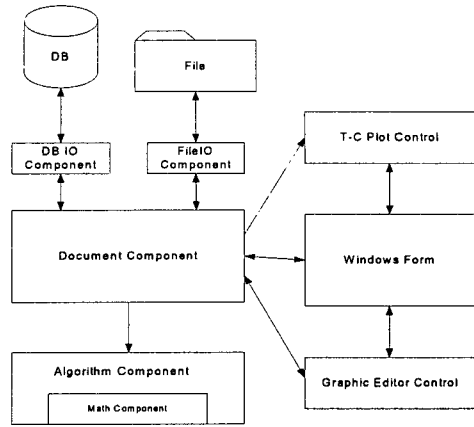 DB
File
DB IO
Component
FileIO
Component
T-C Plot Control
Document Component
Windows Form
Algorithm Component
Math Component
Graphic Editor Control